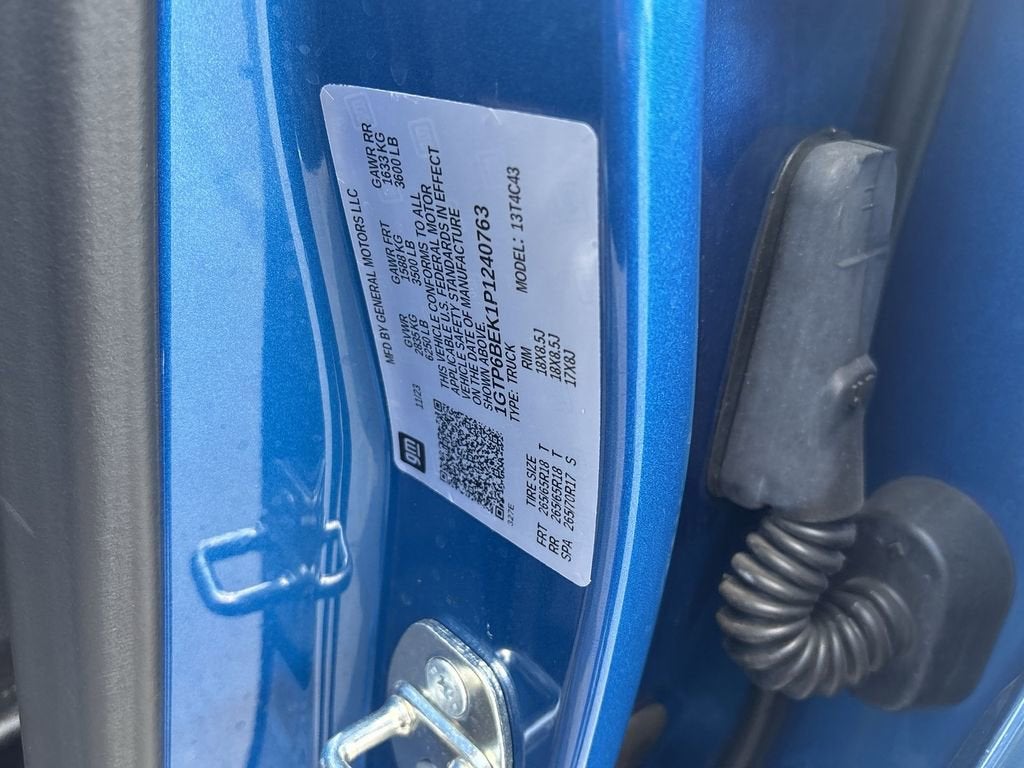 gm
11/23
MFD BY GENERAL MOTORS LLC
GVWR GAWR FRT GAWR RR
2835 KG 1588 KG 1633 KG
6250 LB 3500 LB 3600 LB
THIS VEHICLE CONFORMS TO ALL
APPLICABLE U.S. FEDERAL MOTOR
VEHICLE SAFETY STANDARDS IN EFFECT
ON THE DATE OF MANUFACTURE
SHOWN ABOVE.
1GTP6BEK1P1240763
TYPE: TRUCK MODEL: 13T4C43
327E
TIRE SIZE RIM
FRT 265/65R18 T 18X8.5J
RR 265/65R18 T 18X8.5J
SPA 265/70R17 S 17X8J